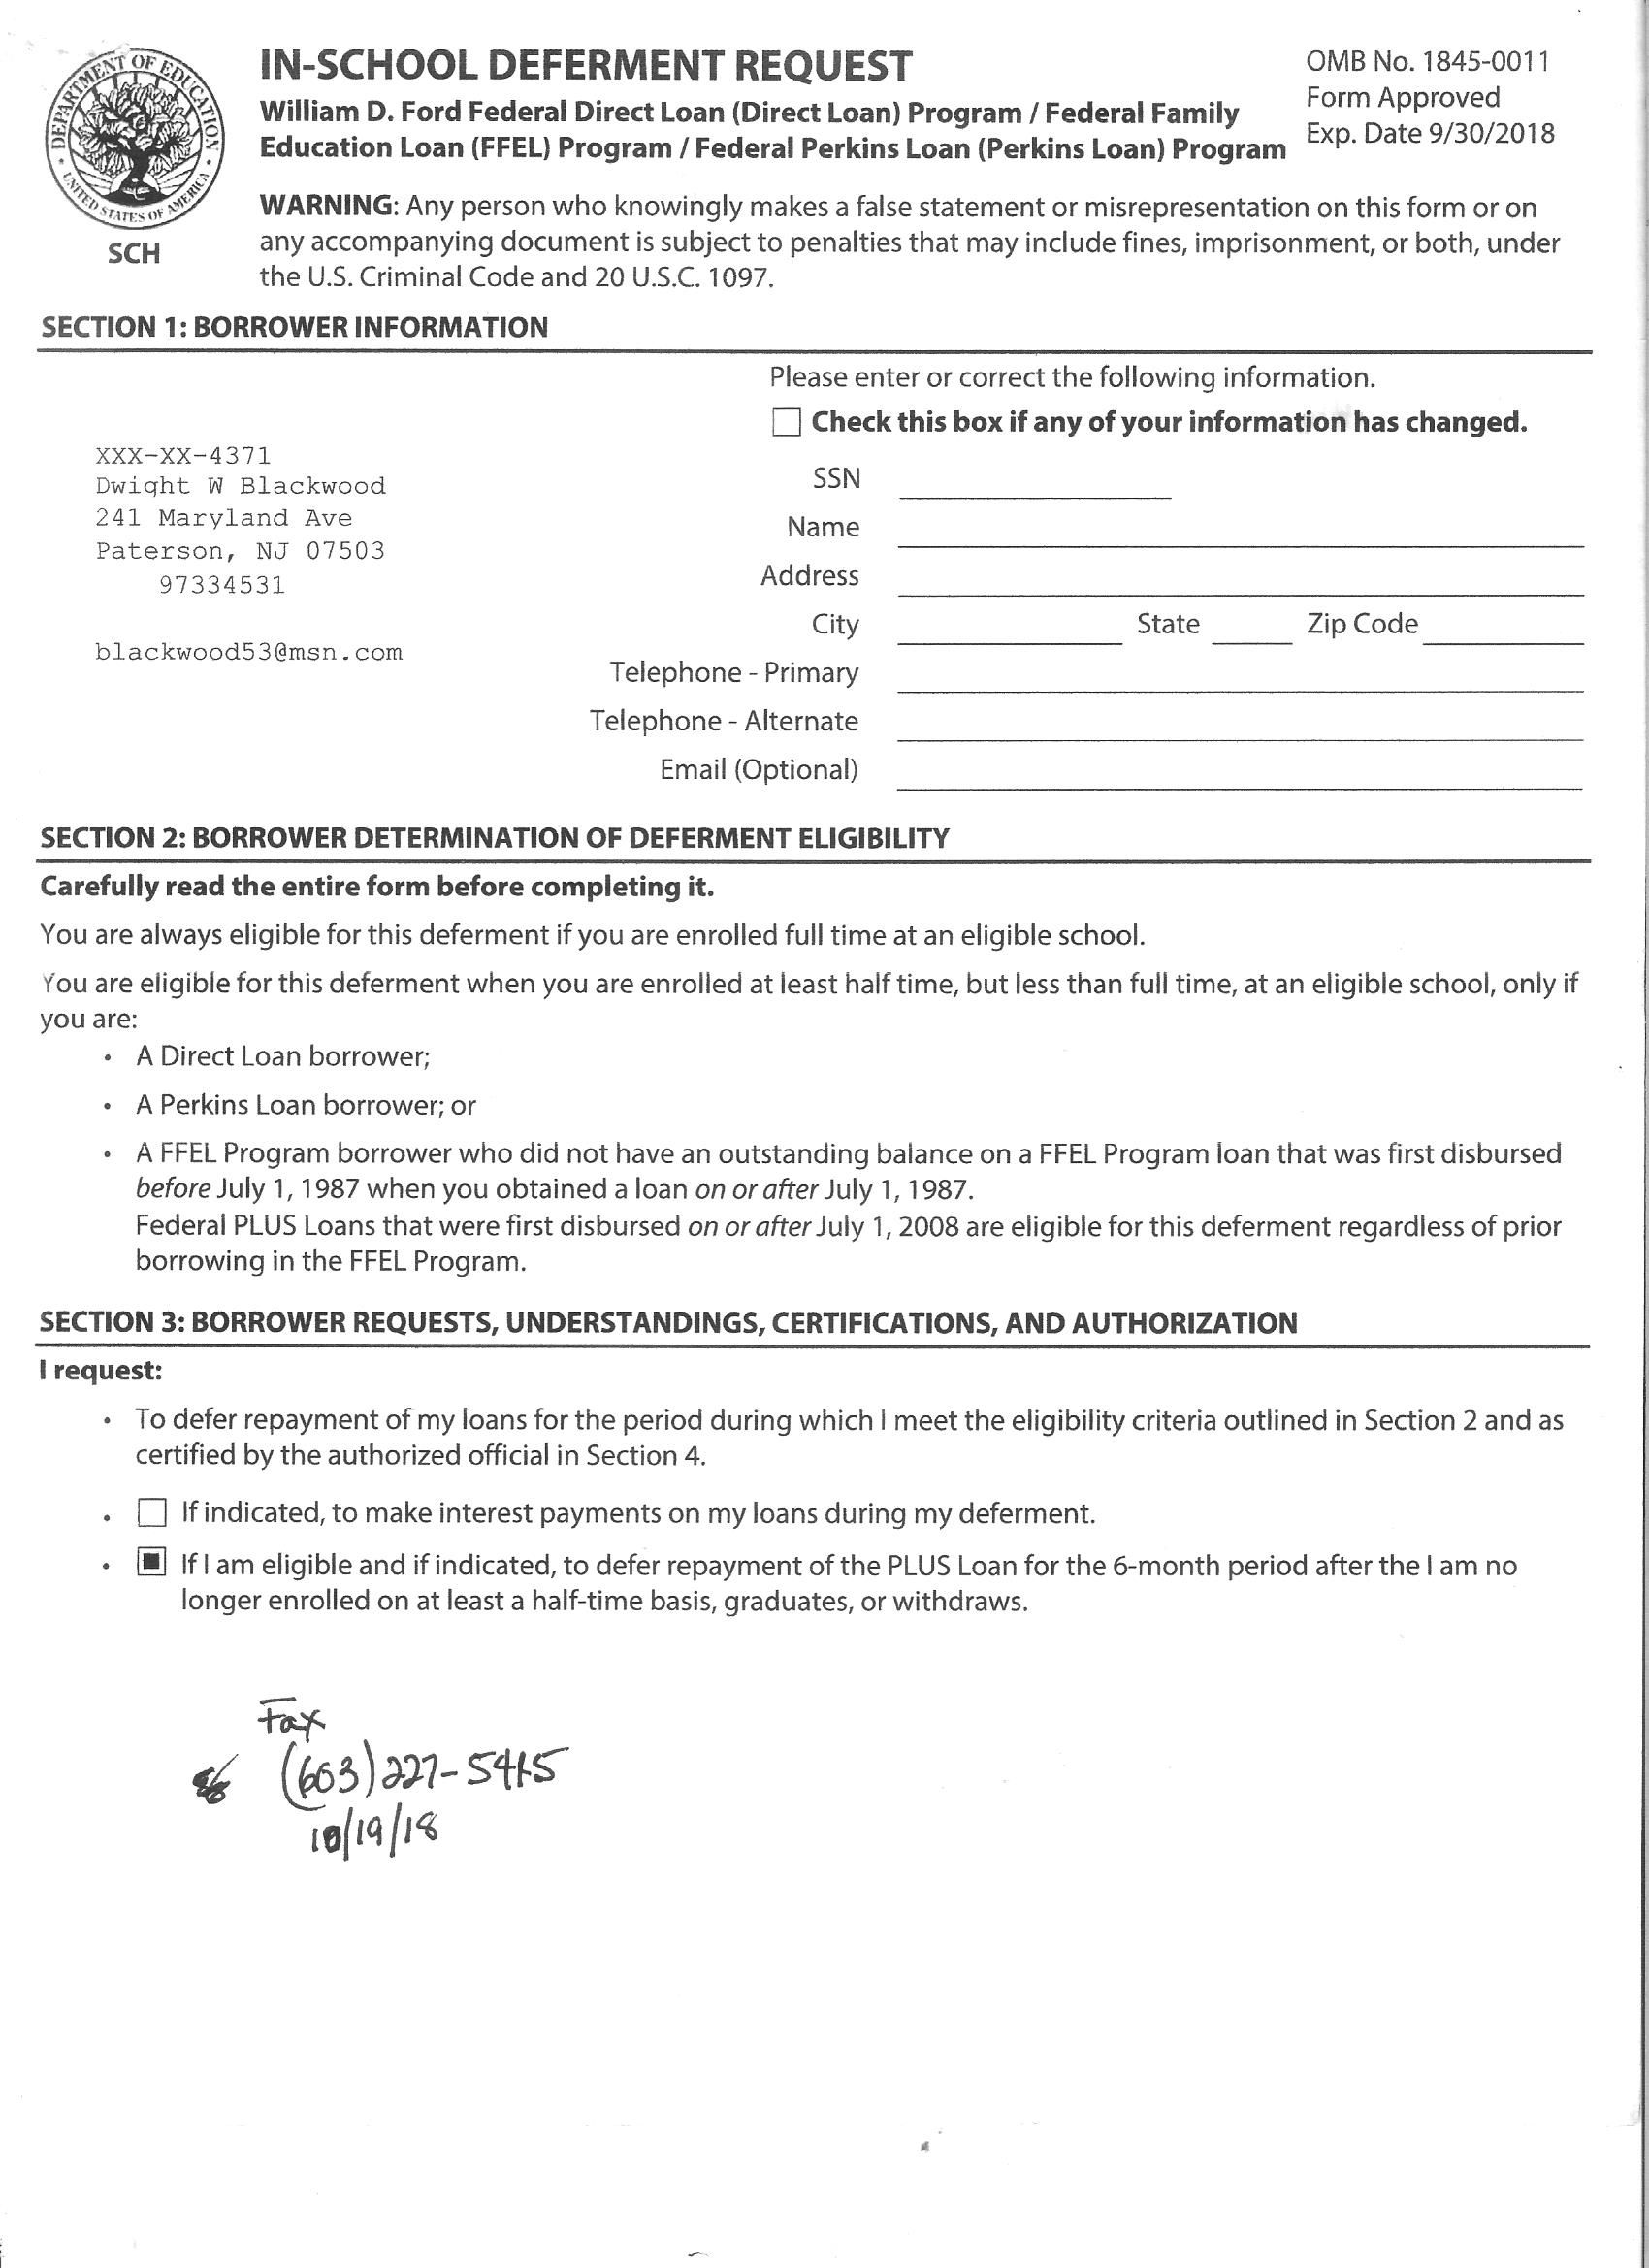 DEPARTMENT OF EDUCATION
UNITED STATES OF AMERICA
SCH
IN-SCHOOL DEFERMENT REQUEST
William D. Ford Federal Direct Loan (Direct Loan) Program / Federal Family
Education Loan (FFEL) Program / Federal Perkins Loan (Perkins Loan) Program
OMB No. 1845-0011
Form Approved
Exp. Date 9/30/2018
WARNING: Any person who knowingly makes a false statement or misrepresentation on this form or on
any accompanying document is subject to penalties that may include fines, imprisonment, or both, under
the U.S. Criminal Code and 20 U.S.C. 1097.
SECTION 1: BORROWER INFORMATION
Please enter or correct the following information.
Check this box if any of your information has changed.
XXX-XX-4371
Dwight W Blackwood
241 Maryland Ave
Paterson, NJ 07503
97334531
blackwood53@msn.com
SSN
Name
Address
City State Zip Code
Telephone - Primary
Telephone - Alternate
Email (Optional)
SECTION 2: BORROWER DETERMINATION OF DEFERMENT ELIGIBILITY
Carefully read the entire form before completing it.
You are always eligible for this deferment if you are enrolled full time at an eligible school.
You are eligible for this deferment when you are enrolled at least half time, but less than full time, at an eligible school, only if
you are:
• A Direct Loan borrower;
• A Perkins Loan borrower; or
• A FFEL Program borrower who did not have an outstanding balance on a FFEL Program loan that was first disbursed
before July 1, 1987 when you obtained a loan on or after July 1, 1987.
Federal PLUS Loans that were first disbursed on or after July 1, 2008 are eligible for this deferment regardless of prior
borrowing in the FFEL Program.
SECTION 3: BORROWER REQUESTS, UNDERSTANDINGS, CERTIFICATIONS, AND AUTHORIZATION
I request:
• To defer repayment of my loans for the period during which I meet the eligibility criteria outlined in Section 2 and as
certified by the authorized official in Section 4.
• If indicated, to make interest payments on my loans during my deferment.
• If I am eligible and if indicated, to defer repayment of the PLUS Loan for the 6-month period after the I am no
longer enrolled on at least a half-time basis, graduates, or withdraws.
Fax
(603) 227-5415
10/19/18